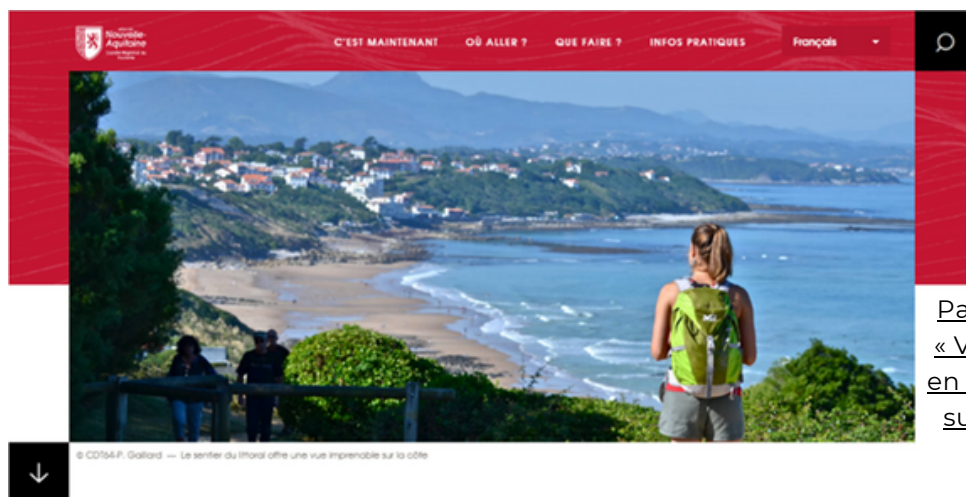 Nouvelle-
Aquitaine
C'EST MAINTENANT OÙ ALLER ? QUE FAIRE ? INFOS PRATIQUES Français
Pa
« V
en
su
© CDT64-P. Gaillard — Le sentier du littoral offre une vue imprenable sur la côte